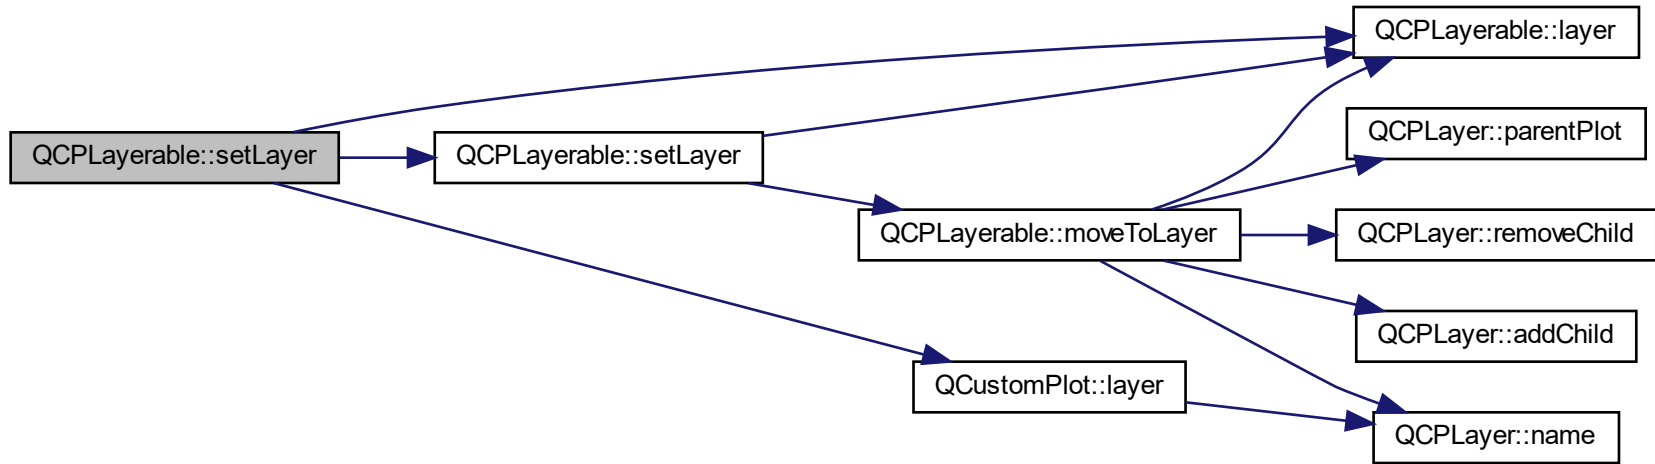 QCPLayerable::layer
QCPLayer::parentPlot
QCPLayerable::setLayer
QCPLayerable::setLayer
QCPLayerable::moveToLayer
QCPLayer::removeChild
QCPLayer::addChild
QCustomPlot::layer
QCPLayer::name